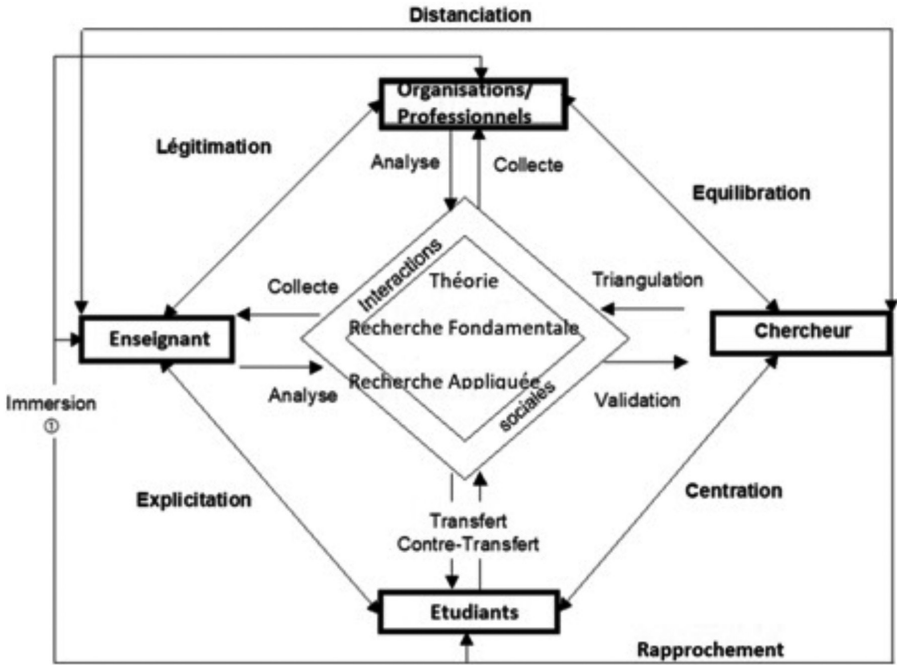 Distanciation
Organisations/
Professionnels
Légitimation
Analyse
Collecte
Equilibration
Interactions
Collecte
Théorie
Triangulation
Enseignant
Recherche Fondamentale
Chercheur
Analyse
Recherche Appliquée
sociales
Validation
Immersion
①
Explicitation
Centration
Transfert
Contre-Transfert
Etudiants
Rapprochement